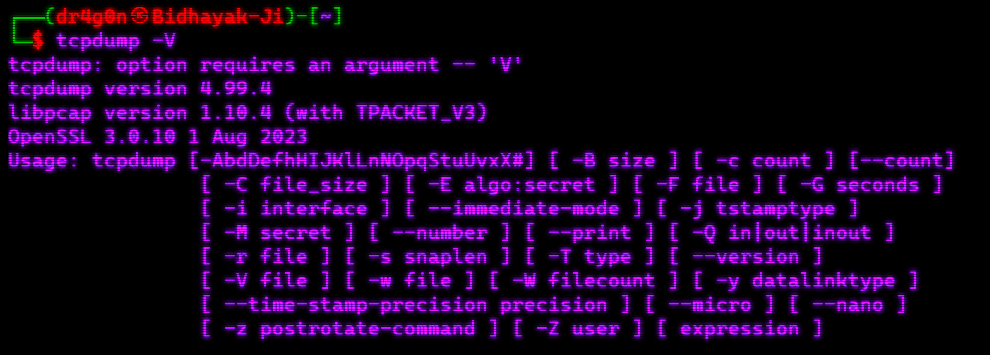 ┌──(dr4g0n㉿Bidhayak-Ji)-[~]
└─$ tcpdump -V
tcpdump: option requires an argument -- 'V'
tcpdump version 4.99.4
libpcap version 1.10.4 (with TPACKET_V3)
OpenSSL 3.0.10 1 Aug 2023
Usage: tcpdump [-AbdDefhHIJKlLnNOpqStuUvxX#] [ -B size ] [ -c count ] [--count]
[ -C file_size ] [ -E algo:secret ] [ -F file ] [ -G seconds ]
[ -i interface ] [ --immediate-mode ] [ -j tstamptype ]
[ -M secret ] [ --number ] [ --print ] [ -Q in|out|inout ]
[ -r file ] [ -s snaplen ] [ -T type ] [ --version ]
[ -V file ] [ -w file ] [ -W filecount ] [ -y datalinktype ]
[ --time-stamp-precision precision ] [ --micro ] [ --nano ]
[ -z postrotate-command ] [ -Z user ] [ expression ]